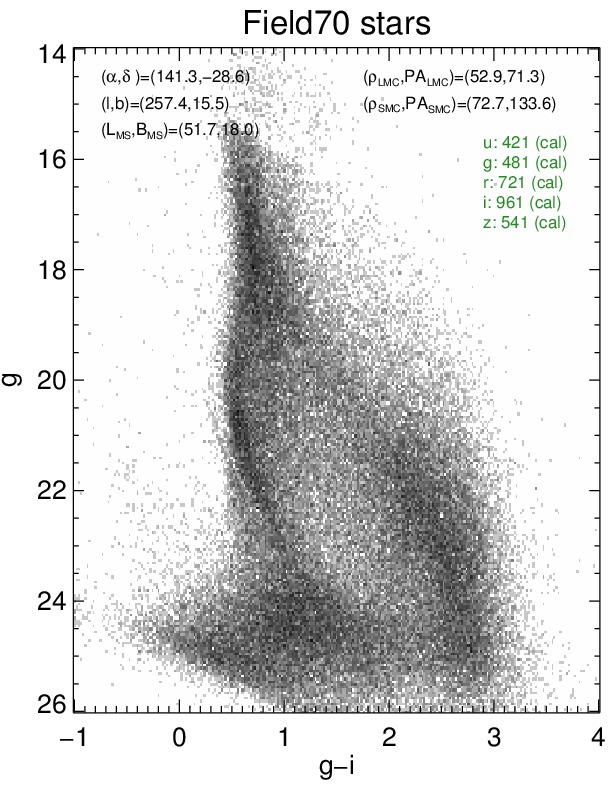 Field70 stars
(α,δ )=(141.3,−28.6)
(ρLMC,PALMC)=(52.9,71.3)
(l,b)=(257.4,15.5)
(ρSMC,PASMC)=(72.7,133.6)
(LMS,BMS)=(51.7,18.0)
u: 421 (cal)
g: 481 (cal)
r: 721 (cal)
i: 961 (cal)
z: 541 (cal)
14
16
18
20
22
24
26
g
−1 0 1 2 3 4
g−i